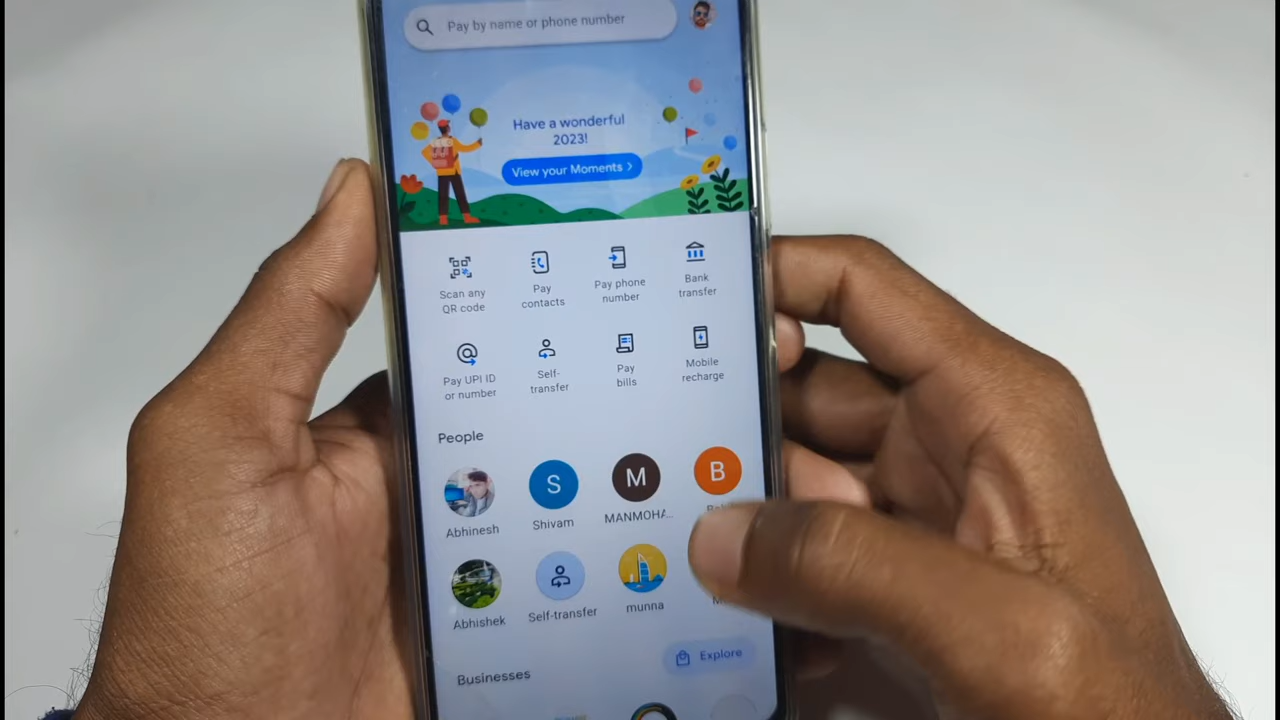 Pay by name or phone number
Have a wonderful
2023!
View your Moments >
Scan any
QR code
Pay
contacts
Pay phone
number
Bank
transfer
Pay UPI ID
or number
Self-
transfer
Pay
bills
Mobile
recharge
People
S
M
B
Abhinesh
Shivam
MANMOHA...
Abhishek
Self-transfer
munna
Explore
Businesses